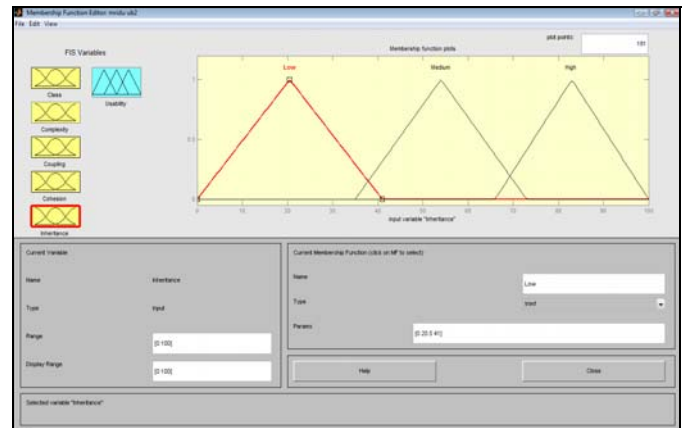 Membership Function Editor: mridu ub2
File Edit View
FIS Variables
Membership function plots
plot points:
181
Class
Usability
Complexity
Coupling
Cohesion
Inheritance
Low
Medium
High
1
0.5
0
0 10 20 30 40 50 60 70 80 90 100
input variable "Inheritance"
Current Variable
Name
Inheritance
Type
input
Range
[0 100]
Display Range
[0 100]
Current Membership Function (click on MF to select)
Name
Low
Type
trimf
Params
[0 20.5 41]
Help
Close
Selected variable "Inheritance"